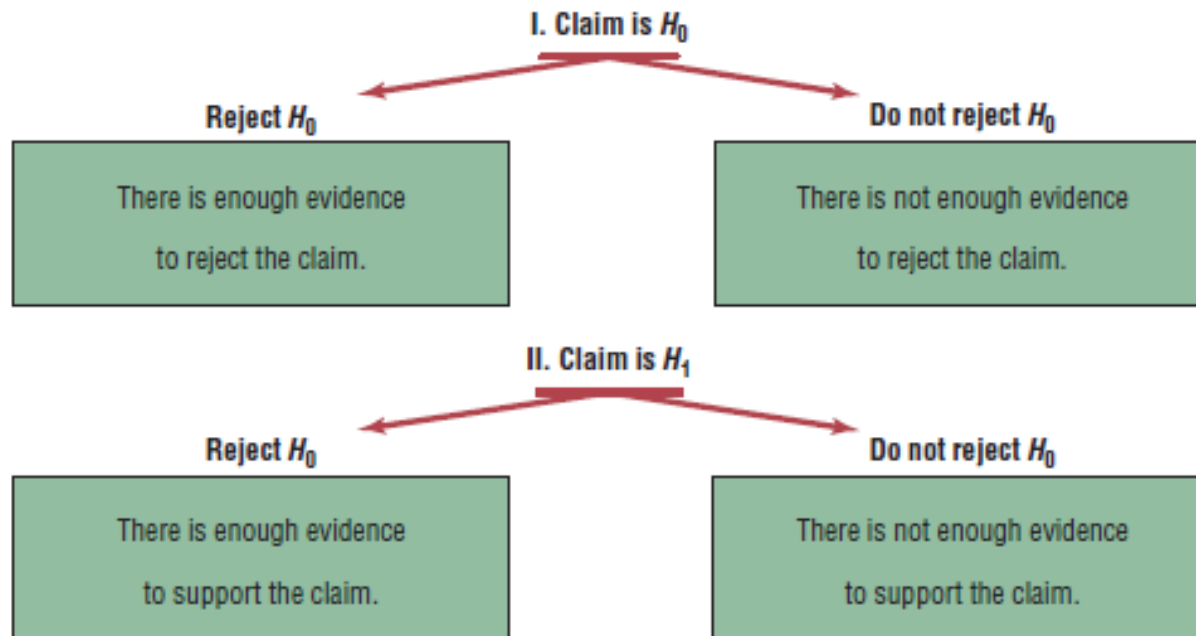 I. Claim is H₀
Reject H₀
Do not reject H₀
There is enough evidence
to reject the claim.
There is not enough evidence
to reject the claim.
II. Claim is H₁
Reject H₀
Do not reject H₀
There is enough evidence
to support the claim.
There is not enough evidence
to support the claim.